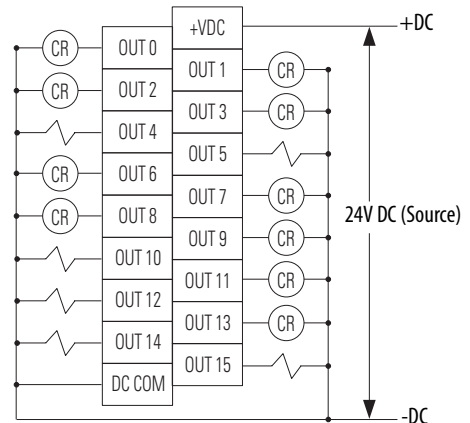 +VDC
+DC
CR OUT 0
OUT 1 CR
CR OUT 2
OUT 3 CR
OUT 4
OUT 5
CR OUT 6
OUT 7 CR
CR OUT 8
24V DC (Source)
OUT 9 CR
OUT 10
OUT 11 CR
OUT 12
OUT 13 CR
OUT 14
OUT 15
DC COM
-DC